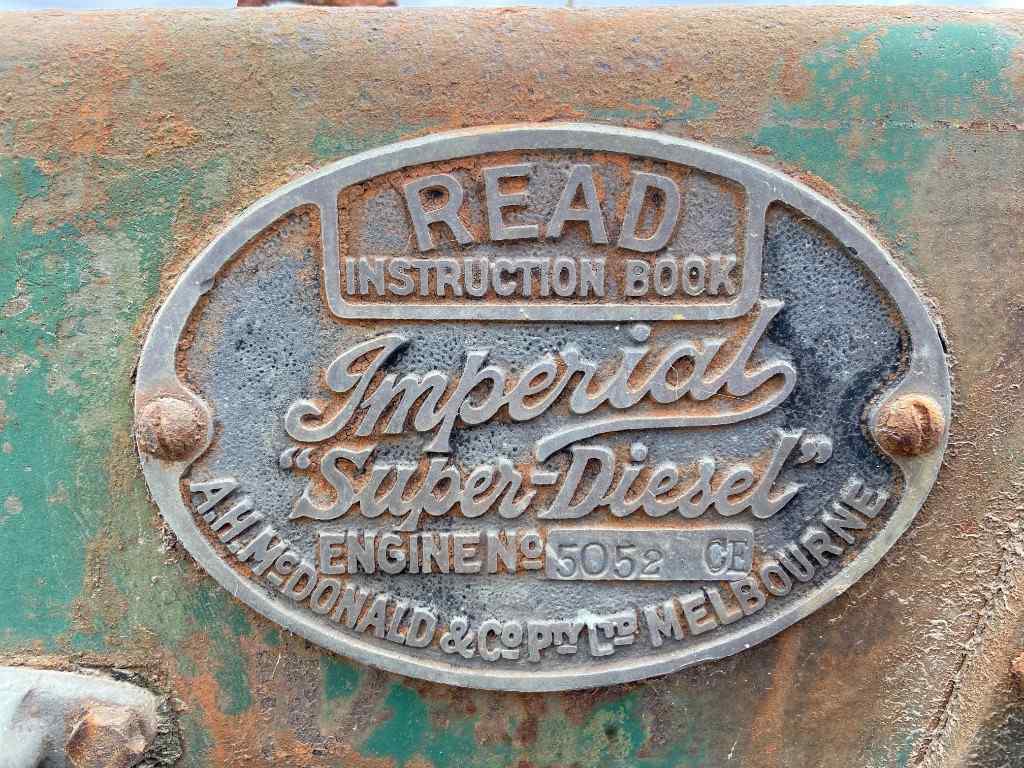 READ
INSTRUCTION BOOK
Imperial
"Super-Diesel"
ENGINE No 5052 CE
A.H. McDONALD & Co PTY LTD MELBOURNE